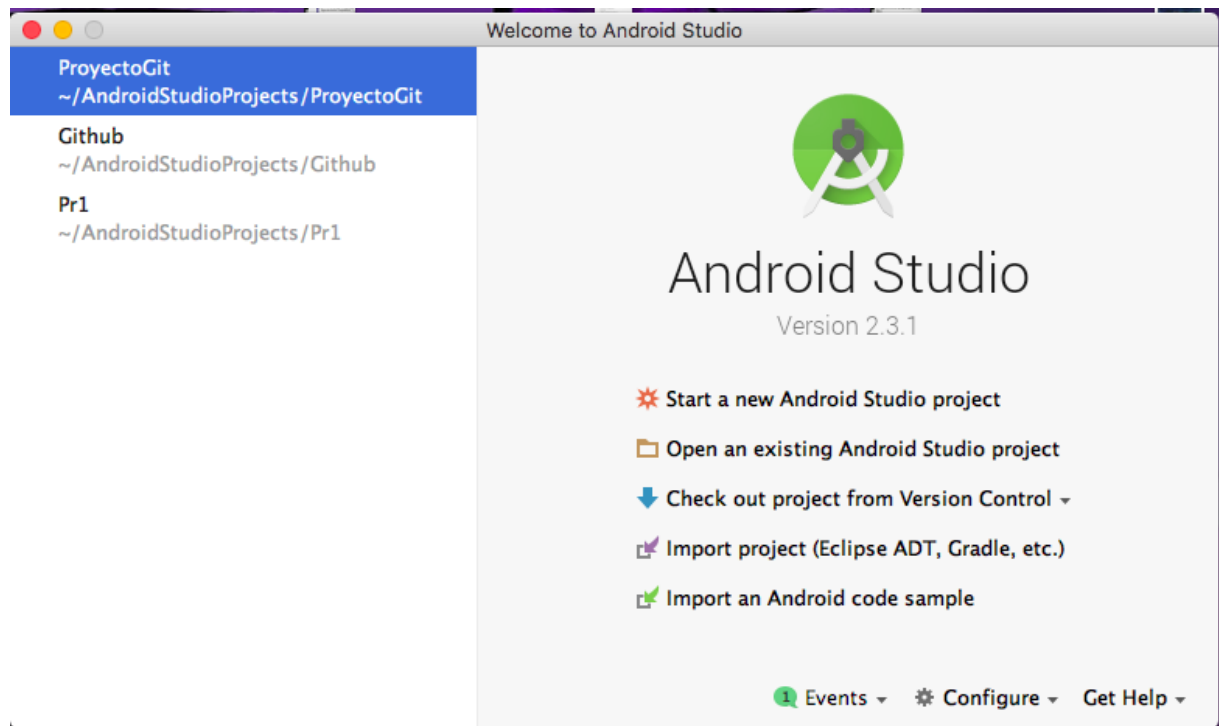 Welcome to Android Studio
ProyectoGit
~/AndroidStudioProjects/ProyectoGit
Github
~/AndroidStudioProjects/Github
Pr1
~/AndroidStudioProjects/Pr1
Android Studio
Version 2.3.1
Start a new Android Studio project
Open an existing Android Studio project
Check out project from Version Control
Import project (Eclipse ADT, Gradle, etc.)
Import an Android code sample
1 Events Configure Get Help